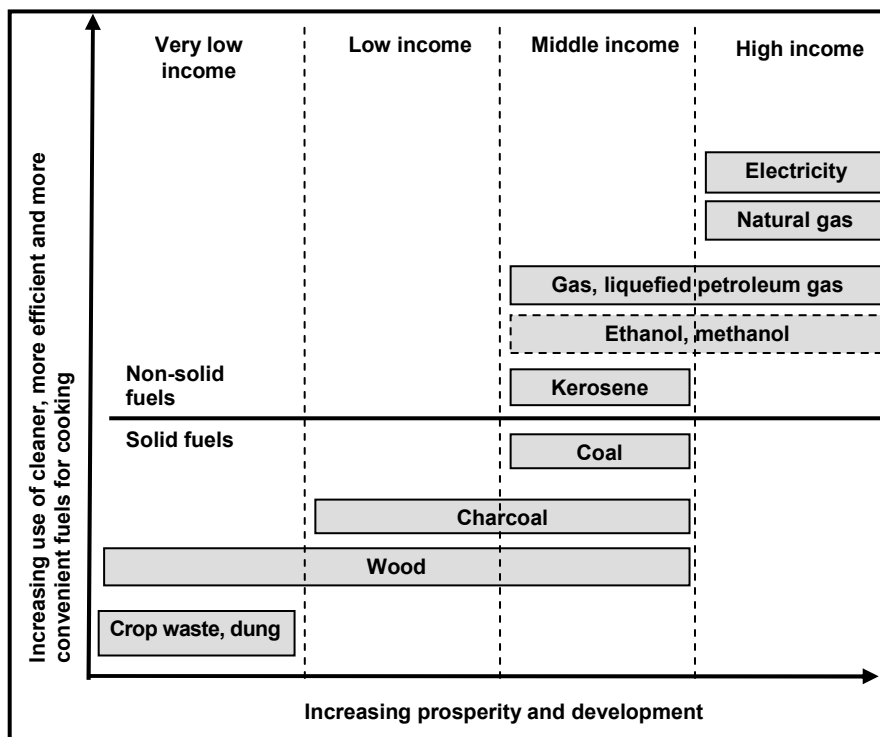 Very low
income
Low income
Middle income
High income
Electricity
Natural gas
Gas, liquefied petroleum gas
Ethanol, methanol
Non-solid
fuels
Kerosene
Solid fuels
Coal
Charcoal
Wood
Crop waste, dung
Increasing use of cleaner, more efficient and more
convenient fuels for cooking
Increasing prosperity and development